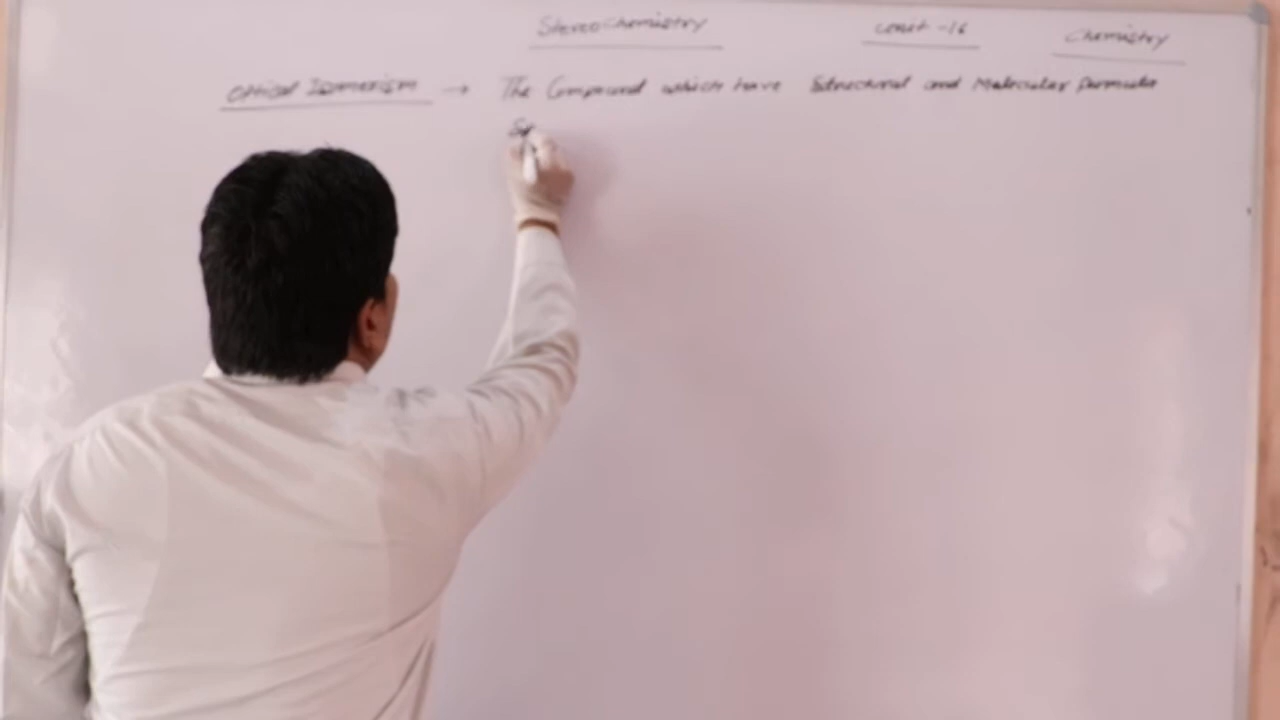 Stereochemistry Unit - 16 Chemistry
Optical Isomerism → The Compound which have Structural and Molecular formula